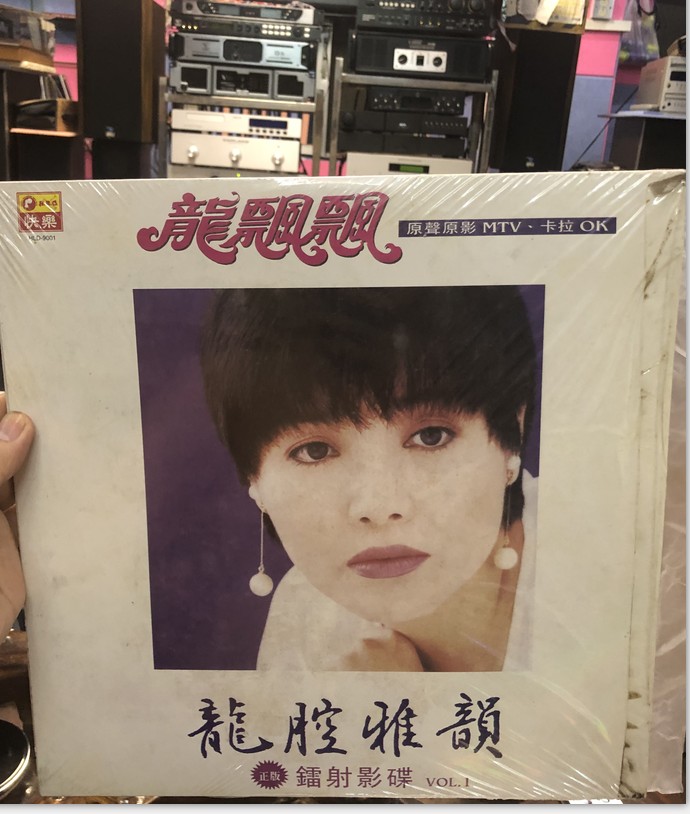 龍飄飄
原聲原影 MTV、卡拉 OK
快樂
HLD-9001
龍腔雅韻
正版 鐳射影碟 VOL.1